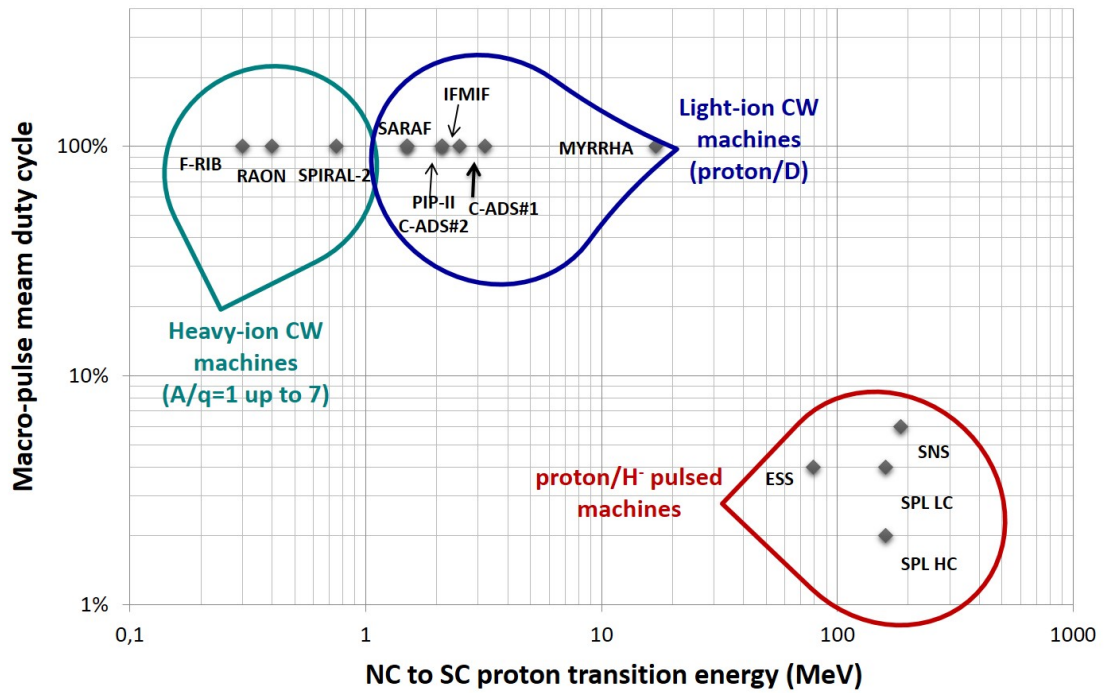 Macro-pulse meam duty cycle
100%
10%
1%
0,1
1
10
100
1000
NC to SC proton transition energy (MeV)
F-RIB
RAON
SPIRAL-2
SARAF
IFMIF
PIP-II
C-ADS#2
C-ADS#1
MYRRHA
Light-ion CW
machines
(proton/D)
Heavy-ion CW
machines
(A/q=1 up to 7)
proton/H- pulsed
machines
ESS
SNS
SPL LC
SPL HC